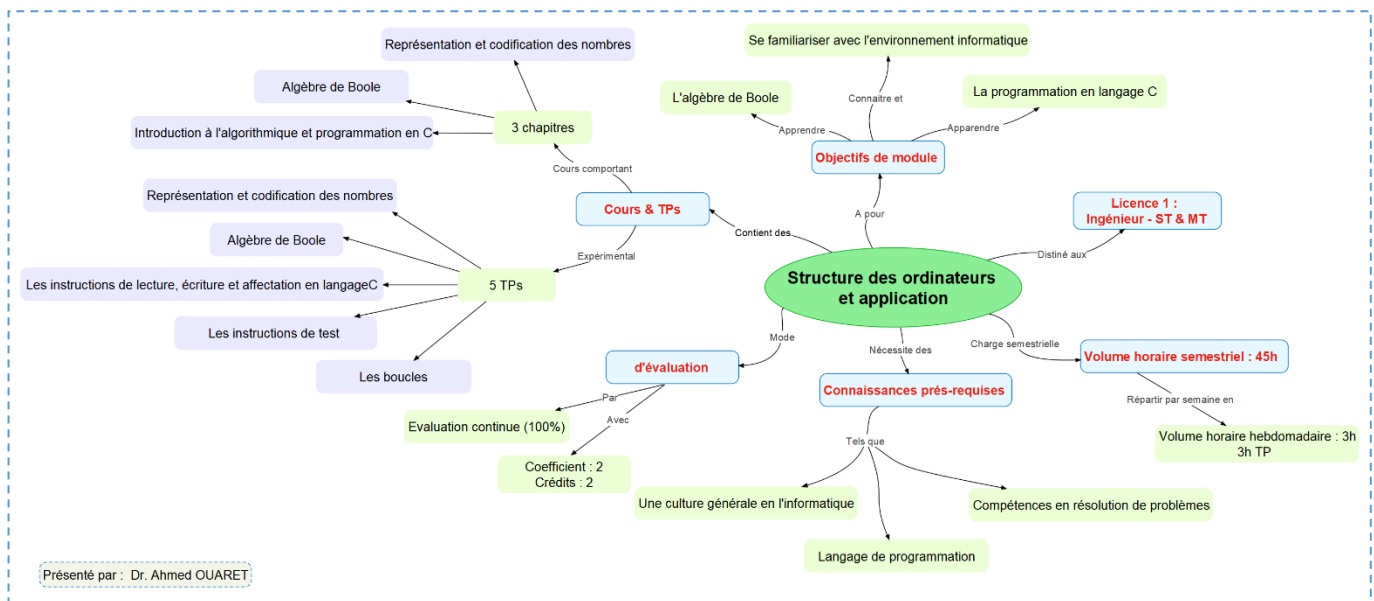 Se familiariser avec l'environnement informatique
Représentation et codification des nombres
Algèbre de Boole
L'algèbre de Boole
Connaitre et
La programmation en langage C
Introduction à l'algorithmique et programmation en C
3 chapitres
Apprendre
Apparendre
Objectifs de module
Cours comportant
Représentation et codification des nombres
Cours & TPs
A pour
Licence 1 :
Ingénieur - ST & MT
Algèbre de Boole
Contient des
Expérimental
Distiné aux
Les instructions de lecture, écriture et affectation en langageC
5 TPs
Structure des ordinateurs
et application
Les instructions de test
Mode
Nécessite des
Charge semestrielle
Les boucles
d'évaluation
Volume horaire semestriel : 45h
Connaissances prés-requises
Par
Avec
Répartir par semaine en
Evaluation continue (100%)
Tels que
Volume horaire hebdomadaire : 3h
3h TP
Coefficient : 2
Crédits : 2
Une culture générale en l'informatique
Compétences en résolution de problèmes
Langage de programmation
Présenté par : Dr. Ahmed OUARET